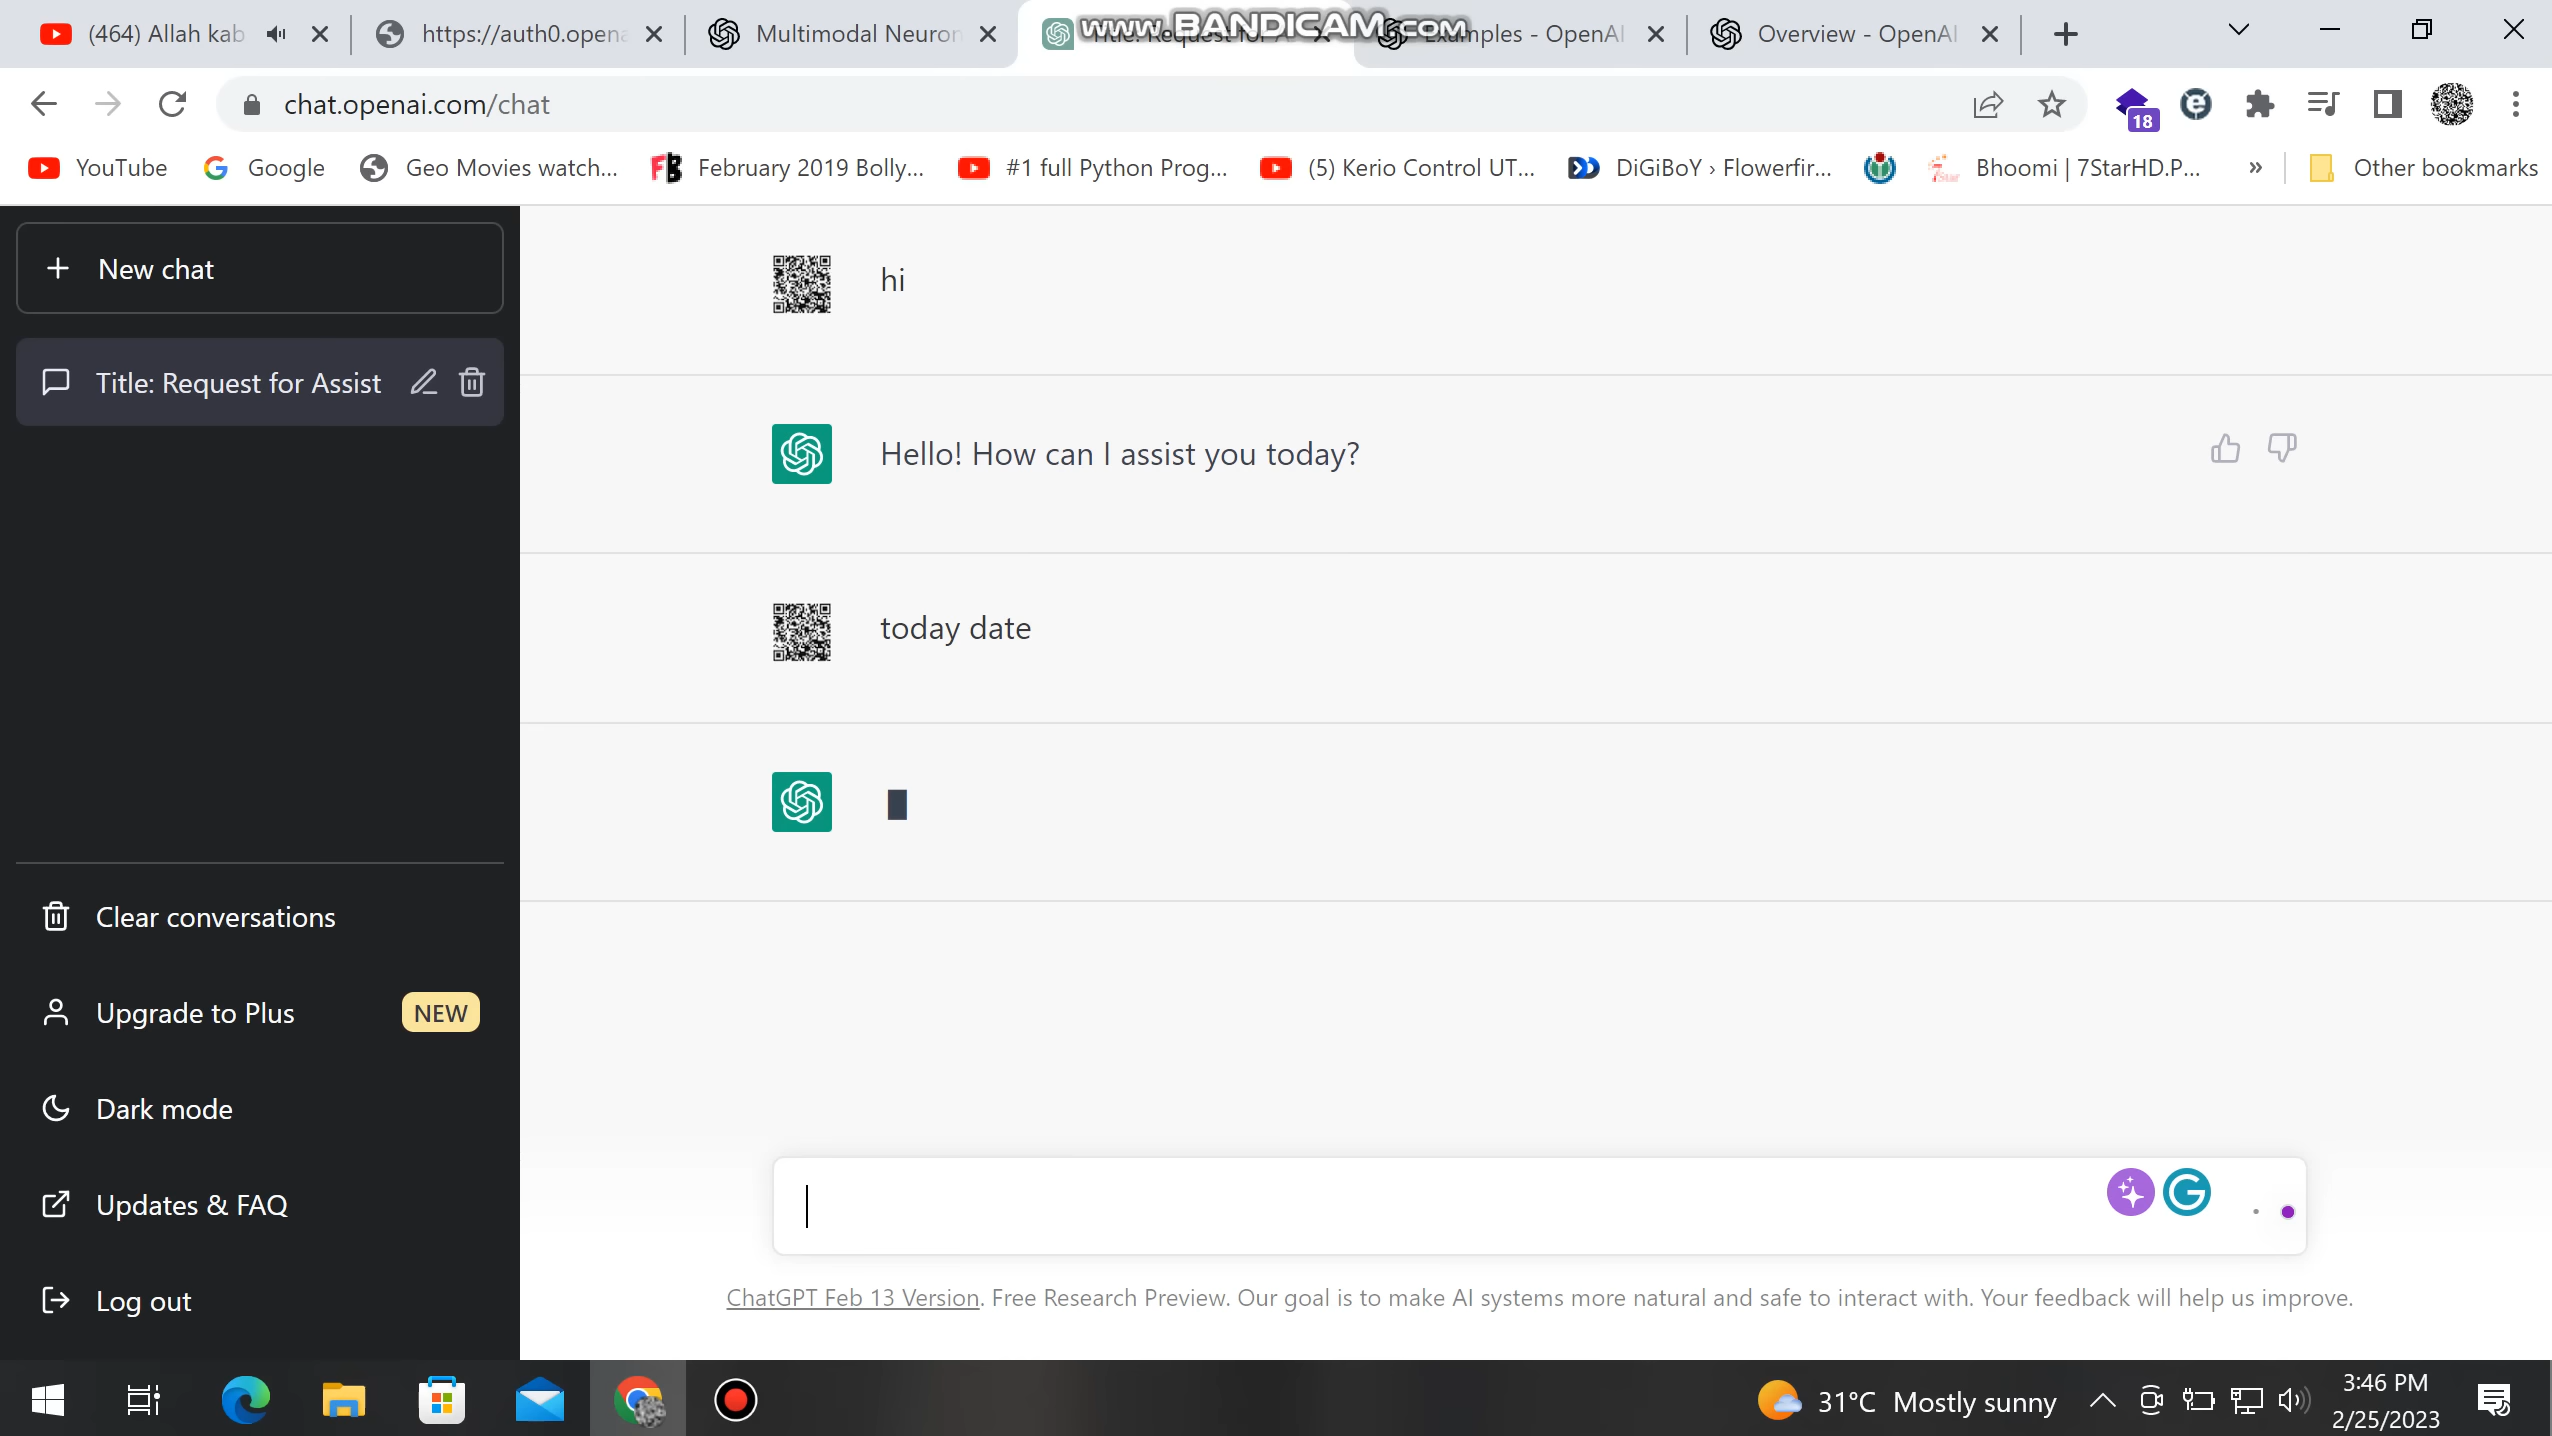 (464) Allah kab
https://auth0.opena
Multimodal Neuron
Title: Request for A
www.BANDICAM.com
Examples - OpenAI
Overview - OpenAI
chat.openai.com/chat
18
YouTube
Google
Geo Movies watch...
February 2019 Bolly...
#1 full Python Prog...
(5) Kerio Control UT...
DiGiBoY › Flowerfir...
Bhoomi | 7StarHD.P...
»
Other bookmarks
New chat
Title: Request for Assist
hi
Hello! How can I assist you today?
today date
Clear conversations
Upgrade to Plus
NEW
Dark mode
Updates & FAQ
Log out
ChatGPT Feb 13 Version. Free Research Preview. Our goal is to make AI systems more natural and safe to interact with. Your feedback will help us improve.
31°C Mostly sunny
3:46 PM
2/25/2023